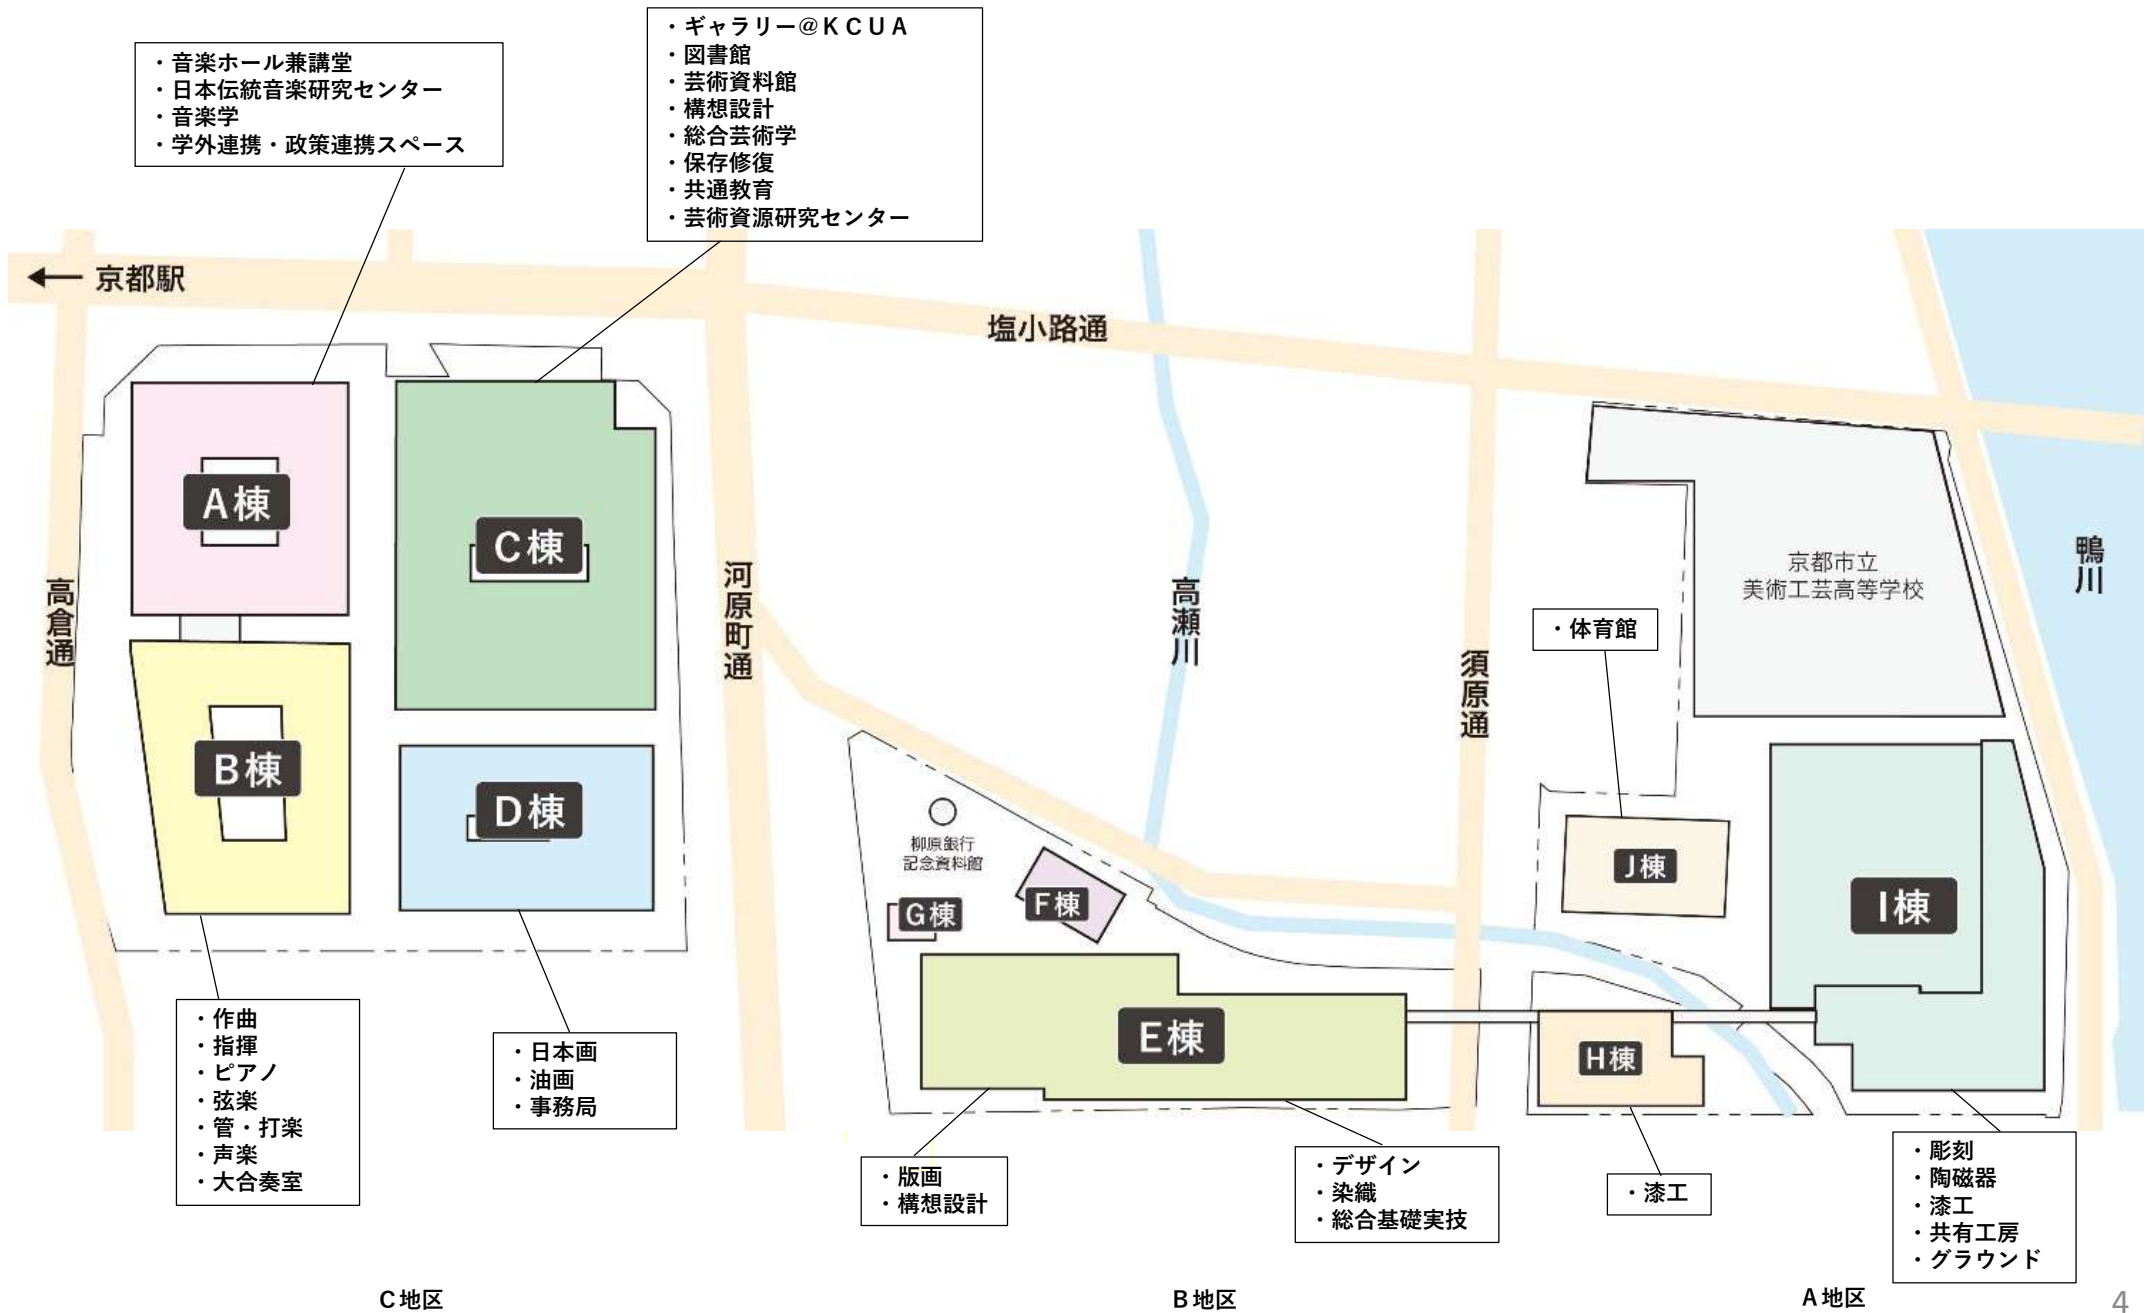 ・ギャラリー@KCUA
・図書館
・芸術資料館
・構想設計
・総合芸術学
・保存修復
・共通教育
・芸術資源研究センター
・音楽ホール兼講堂
・日本伝統音楽研究センター
・音楽学
・学外連携・政策連携スペース
← 京都駅
塩小路通
A棟
C棟
高倉通
河原町通
高瀬川
須原通
鴨川
京都市立
美術工芸高等学校
・体育館
B棟
D棟
柳原銀行
記念資料館
G棟
F棟
J棟
I棟
E棟
H棟
・作曲
・指揮
・ピアノ
・弦楽
・管・打楽
・声楽
・大合奏室
・日本画
・油画
・事務局
・版画
・構想設計
・デザイン
・染織
・総合基礎実技
・漆工
・彫刻
・陶磁器
・漆工
・共有工房
・グラウンド
C地区
B地区
A地区
4